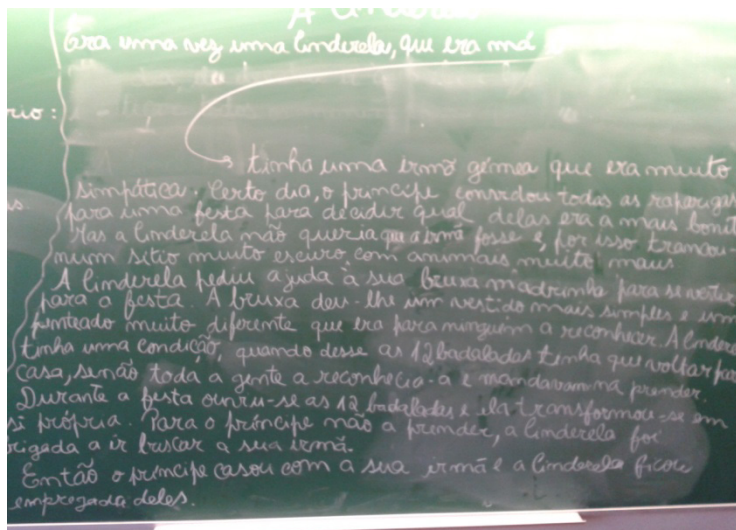 A Cinderela
Era uma vez uma Cinderela, que era má
rio:
tinha uma irmã gémea que era muito
simpática. Certo dia, o príncipe convidou todas as raparigas
para uma festa para decidir qual delas era a mais bonit
Mas a Cinderela não queria que a irmã fosse e, por isso trancou-
num sítio muito escuro, com animais muito maus
A Cinderela pediu ajuda à sua bruxa madrinha para se vestir
para a festa. A bruxa deu-lhe um vestido mais simples e um
penteado muito diferente que era para ninguém a reconhecer. A Cindere
tinha uma condição, quando desse as 12 badaladas tinha que voltar par
casa, senão toda a gente a reconhecia-a e mandavam-na prender.
Durante a festa ouviu-se as 12 badaladas e ela transformou-se em
si própria. Para o príncipe não a prender, a Cinderela foi
rigada a ir buscar a sua irmã.
Então o príncipe casou com a sua irmã e a Cinderela ficou
empregada deles.